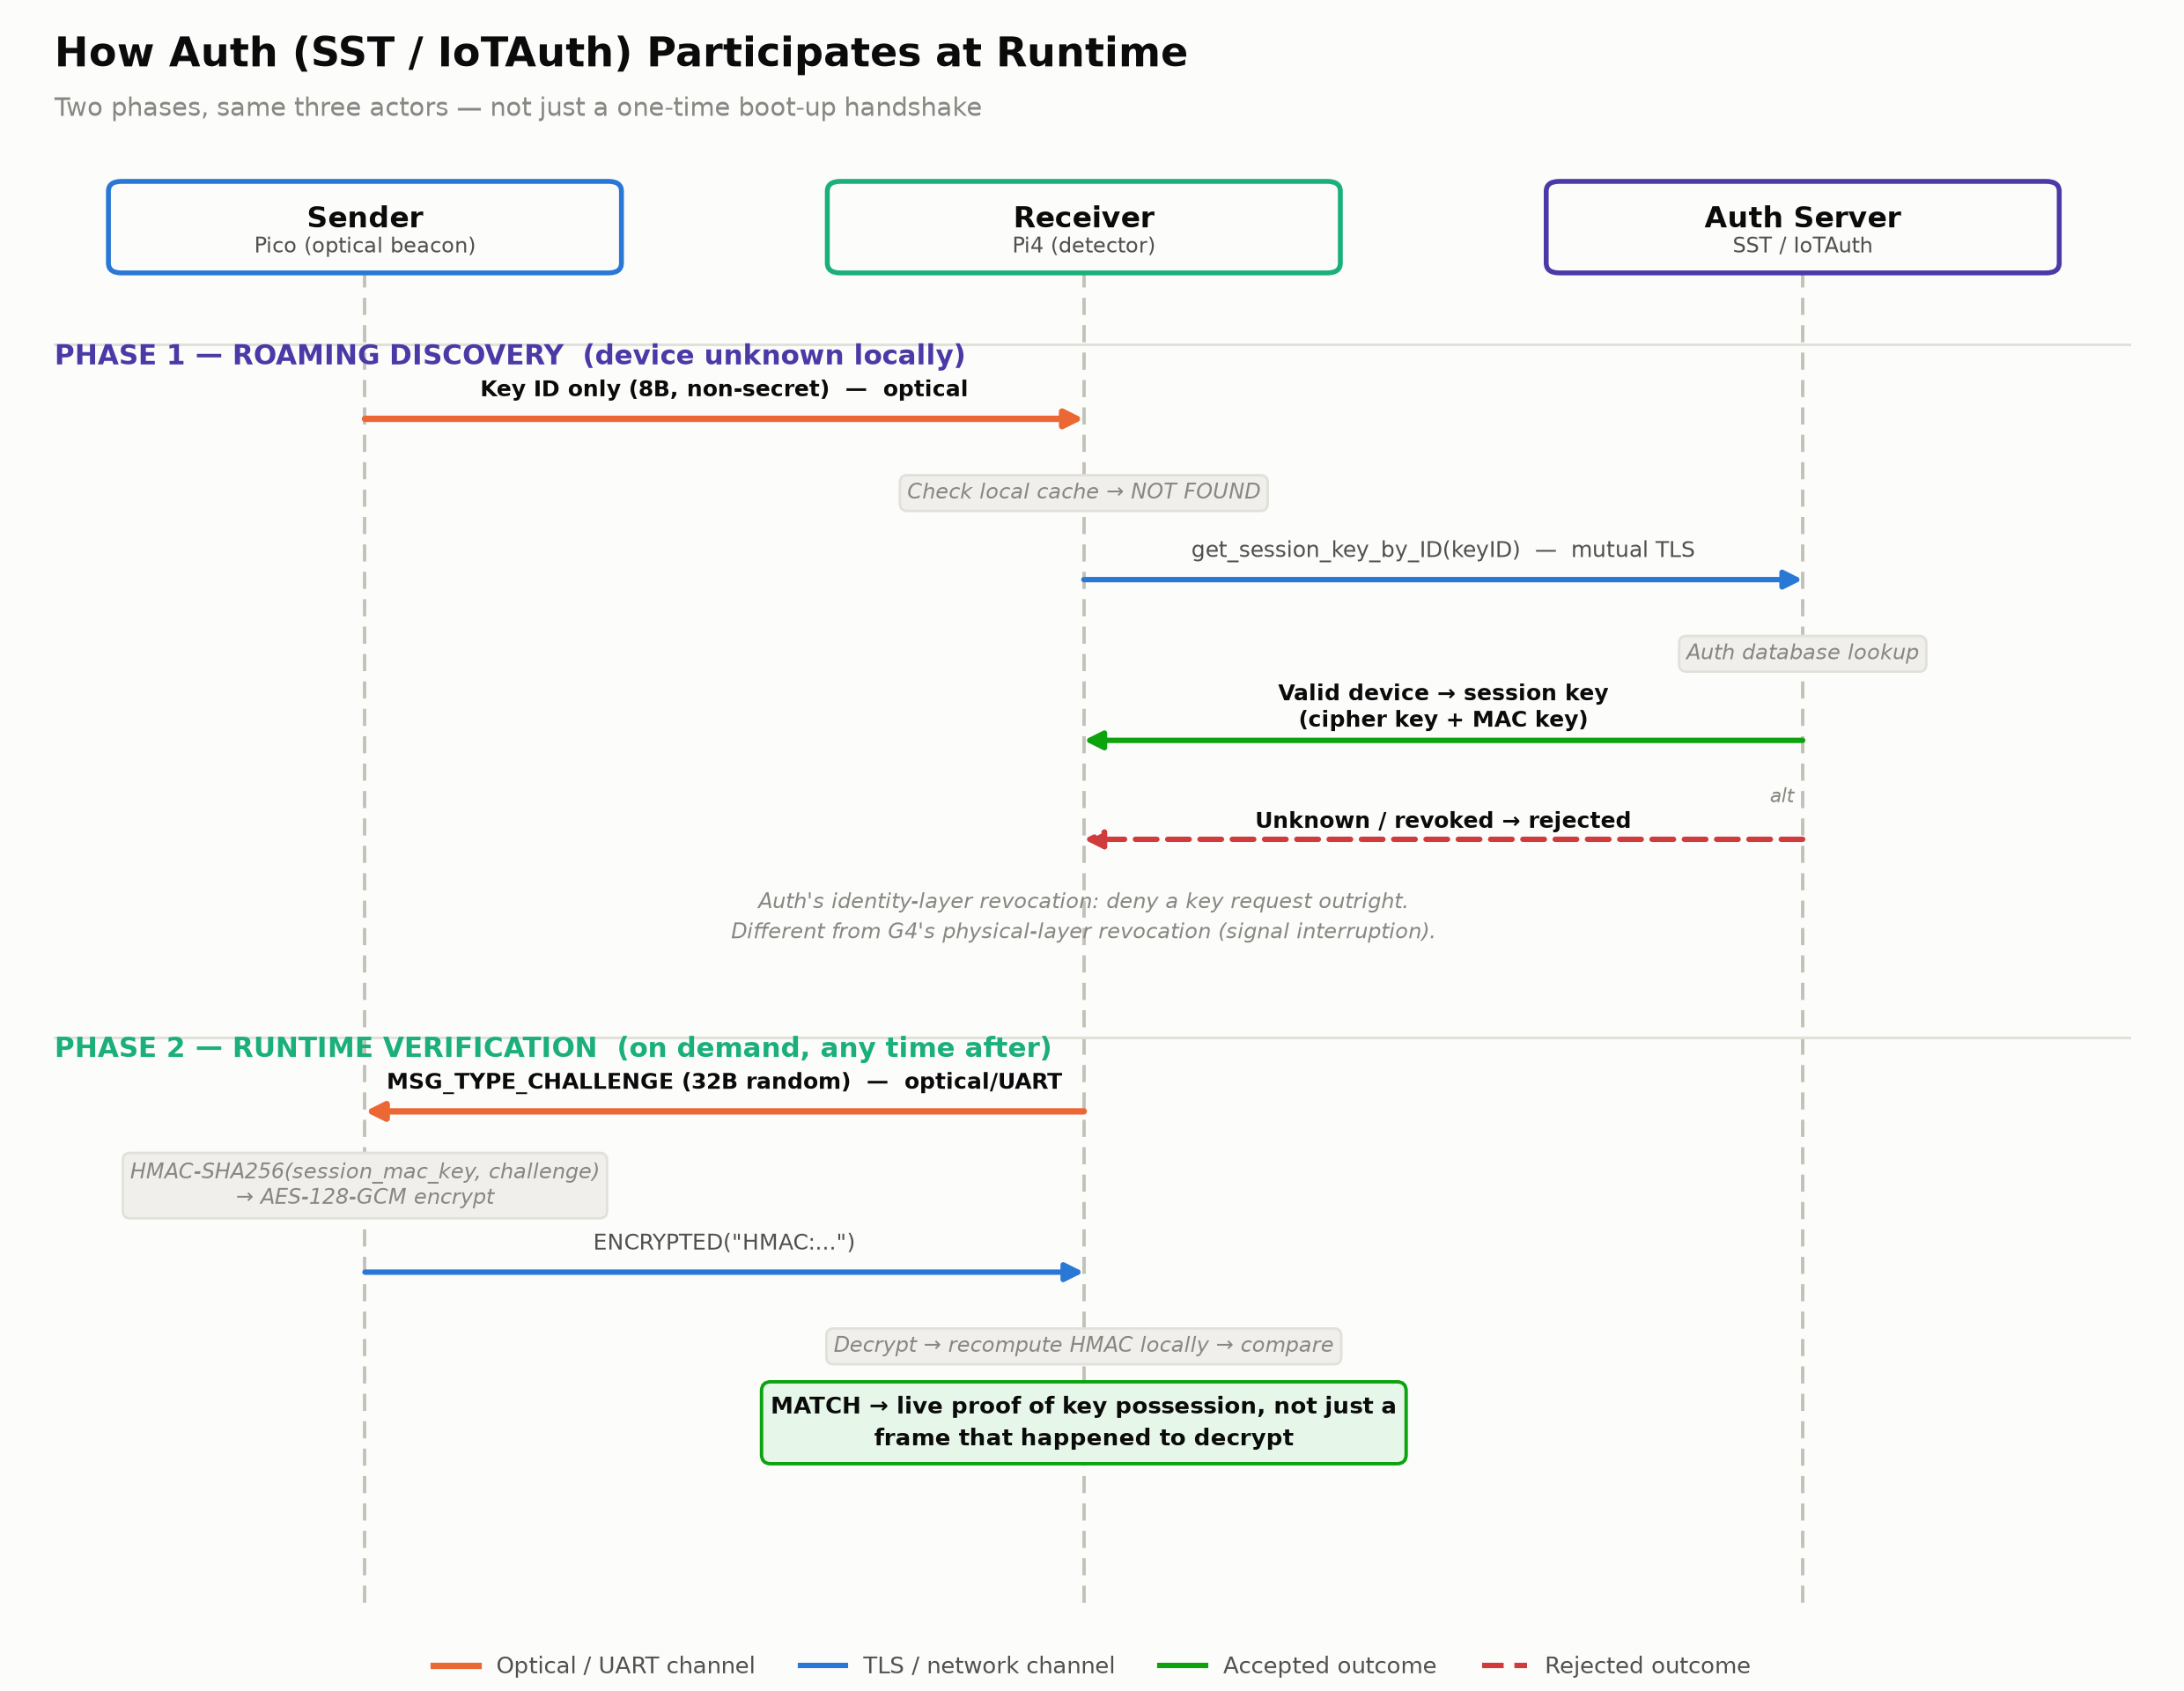 How Auth (SST / IoTAuth) Participates at Runtime
Two phases, same three actors — not just a one-time boot-up handshake
Sender
Pico (optical beacon)
Receiver
Pi4 (detector)
Auth Server
SST / IoTAuth
PHASE 1 — ROAMING DISCOVERY (device unknown locally)
Key ID only (8B, non-secret) — optical
Check local cache → NOT FOUND
get_session_key_by_ID(keyID) — mutual TLS
Auth database lookup
Valid device → session key
(cipher key + MAC key)
alt
Unknown / revoked → rejected
Auth's identity-layer revocation: deny a key request outright.
Different from G4's physical-layer revocation (signal interruption).
PHASE 2 — RUNTIME VERIFICATION (on demand, any time after)
MSG_TYPE_CHALLENGE (32B random) — optical/UART
HMAC-SHA256(session_mac_key, challenge)
→ AES-128-GCM encrypt
ENCRYPTED("HMAC:...")
Decrypt → recompute HMAC locally → compare
MATCH → live proof of key possession, not just a
frame that happened to decrypt
Optical / UART channel
TLS / network channel
Accepted outcome
Rejected outcome